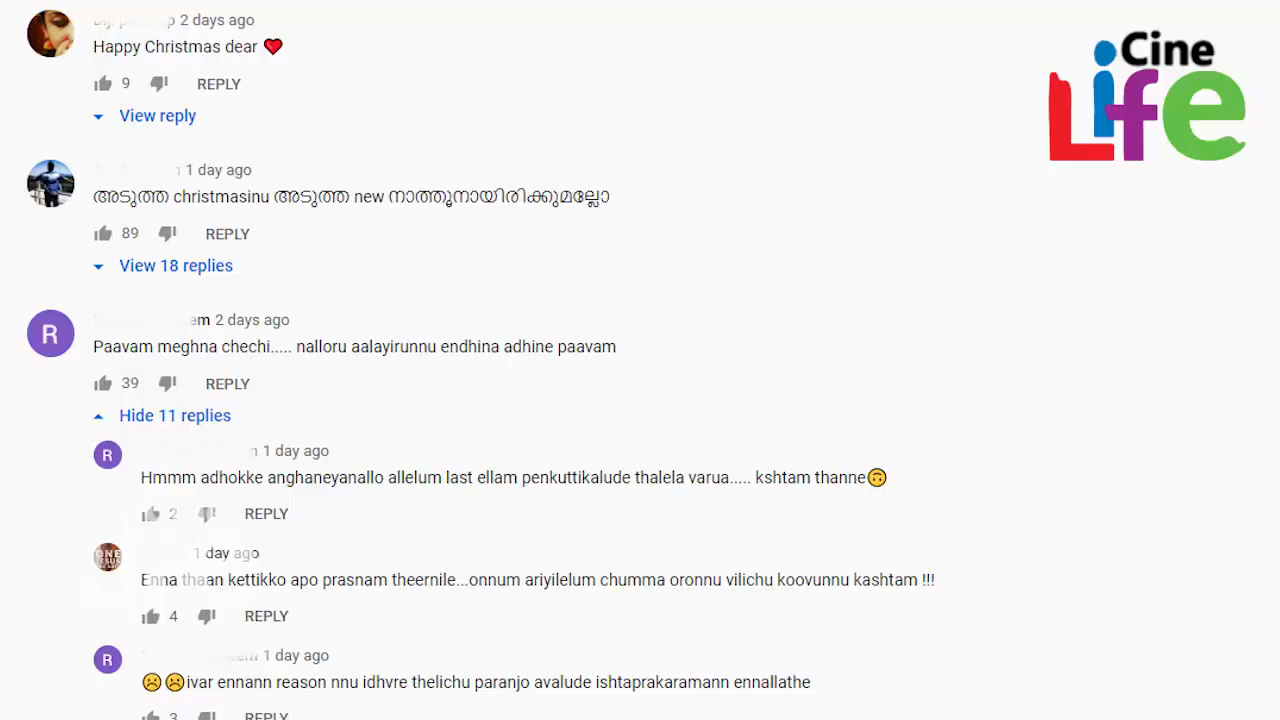 2 days ago
Happy Christmas dear ❤
9 REPLY
View reply
Cine
Life
1 day ago
അടുത്ത christmasinu അടുത്ത new നാത്തൂനായിരിക്കുമല്ലോ
89 REPLY
View 18 replies
2 days ago
Paavam meghna chechi..... nalloru aalayirunnu endhina adhine paavam
39 REPLY
Hide 11 replies
R
R
1 day ago
Hmmm adhokke anghaneyanallo allelum last ellam penkuttikalude thalela varua..... kshtam thanne🙃
2 REPLY
1 day ago
Enna thaan kettikko apo prasnam theernile...onnum ariyilelum chumma oronnu vilichu koovunnu kashtam !!!
4 REPLY
R
1 day ago
☹☹ivar ennann reason nnu idhvre thelichu paranjo avalude ishtaprakaramann ennallathe
3 REPLY